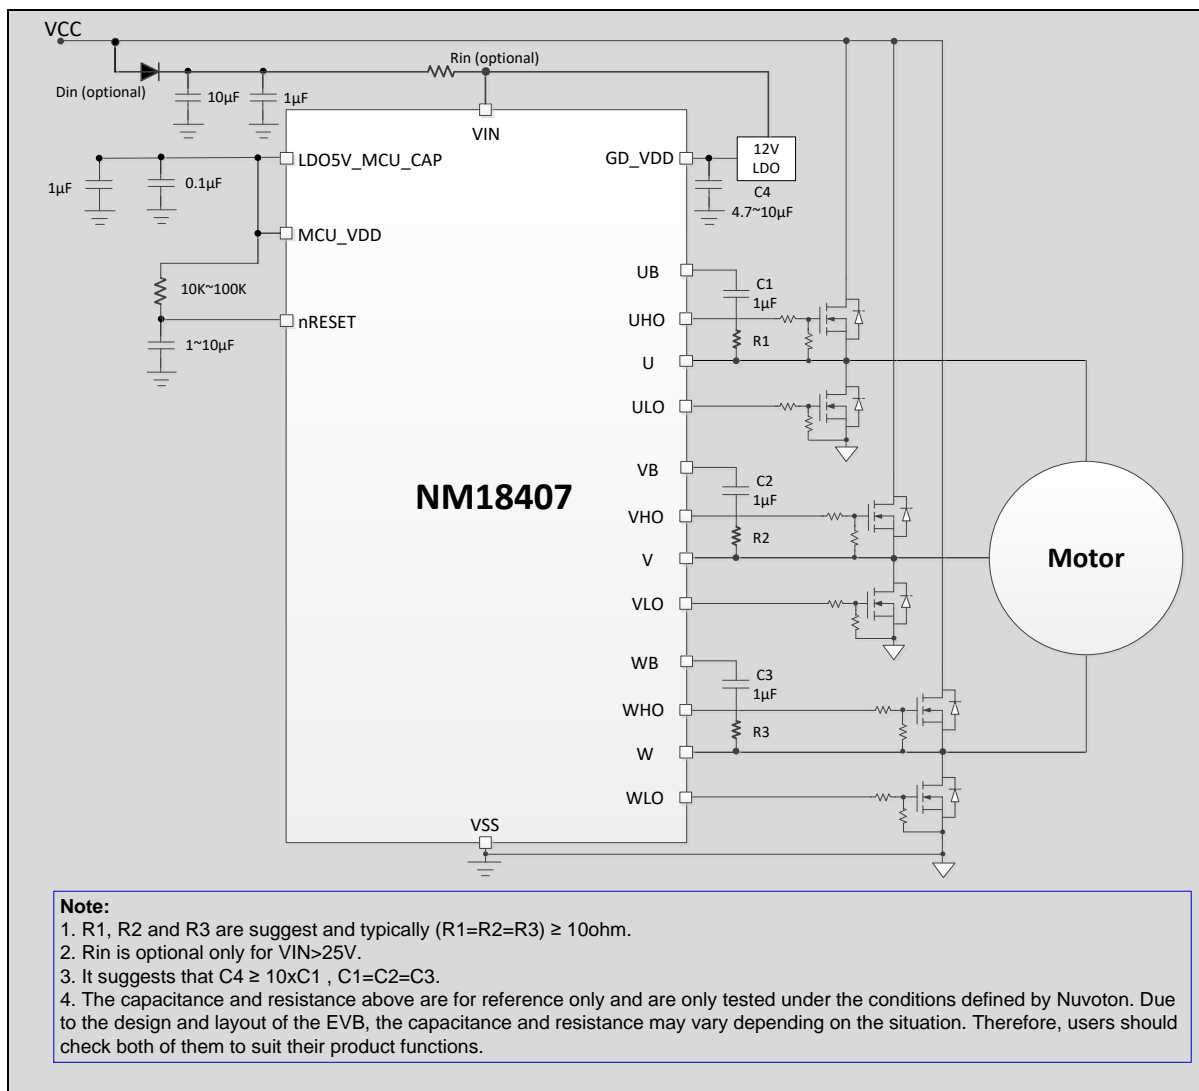 VCC
Rin (optional)
Din (optional)
10µF
1µF
VIN
LDO5V_MCU_CAP
GD_VDD
12V
LDO
1µF
0.1µF
C4
4.7~10µF
MCU_VDD
UB
C1
1µF
10K~100K
UHO
nRESET
R1
1~10µF
U
ULO
VB
C2
1µF
NM18407
VHO
R2
V
Motor
VLO
WB
C3
1µF
WHO
R3
W
WLO
VSS
Note:
1. R1, R2 and R3 are suggest and typically (R1=R2=R3) ≥ 10ohm.
2. Rin is optional only for VIN>25V.
3. It suggests that C4 ≥ 10xC1 , C1=C2=C3.
4. The capacitance and resistance above are for reference only and are only tested under the conditions defined by Nuvoton. Due
to the design and layout of the EVB, the capacitance and resistance may vary depending on the situation. Therefore, users should
check both of them to suit their product functions.